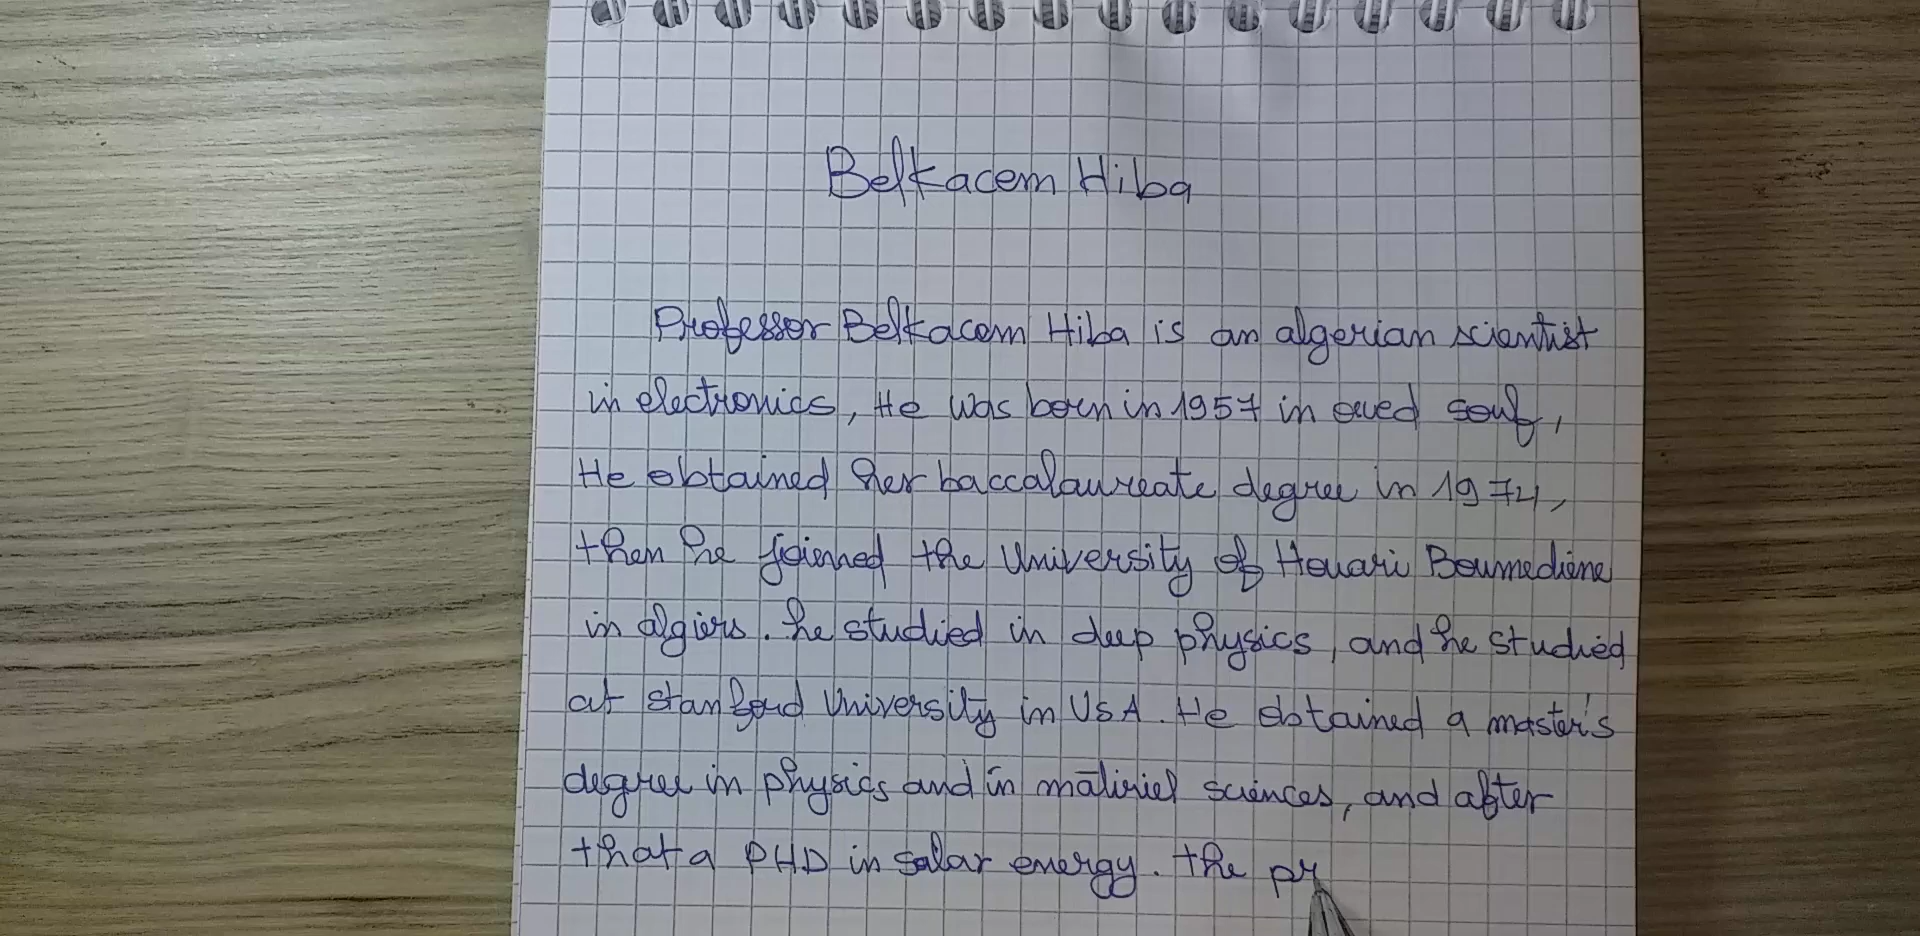 Belkacem Hiba
Professor Belkacem Hiba is an algerian scientist
in electronics, He was born in 1957 in oued souf,
He obtained her baccalaureate degree in 1974,
then he joinned the University of Houari Boumediene
in algiers. he studied in deep physics, and he studied
at stanford University in USA. He obtained a master's
degree in physics and in matiriel sciences, and after
that a PHD in solar energy. the pr